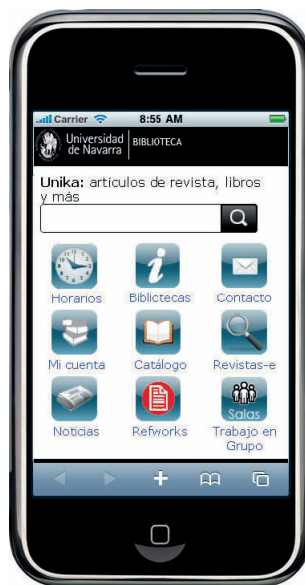 Carrier 8:55 AM
Universidad
de Navarra
BIBLIOTECA
Unika: artículos de revista, libros
y más
Horarios Biblictecas Contacto
Mi cuenta Catálogo Revistas-e
Salas
Noticias Refworks Trabajo en
Grupo